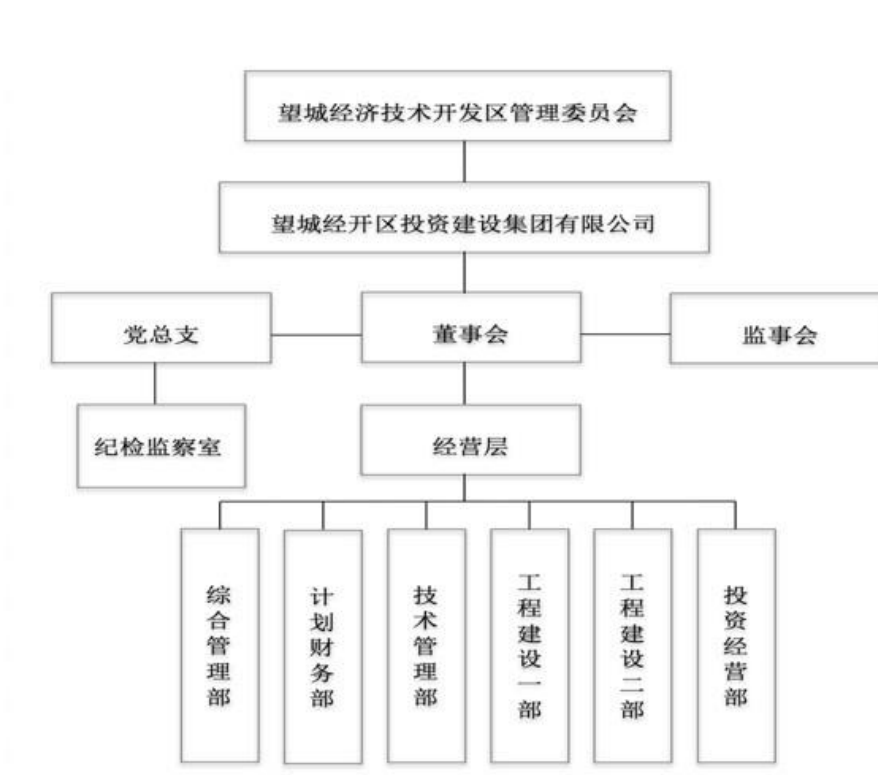 望城经济技术开发区管理委员会
望城经开区投资建设集团有限公司
党总支
董事会
监事会
纪检监察室
经营层
综合管理部
计划财务部
技术管理部
工程建设一部
工程建设二部
投资经营部